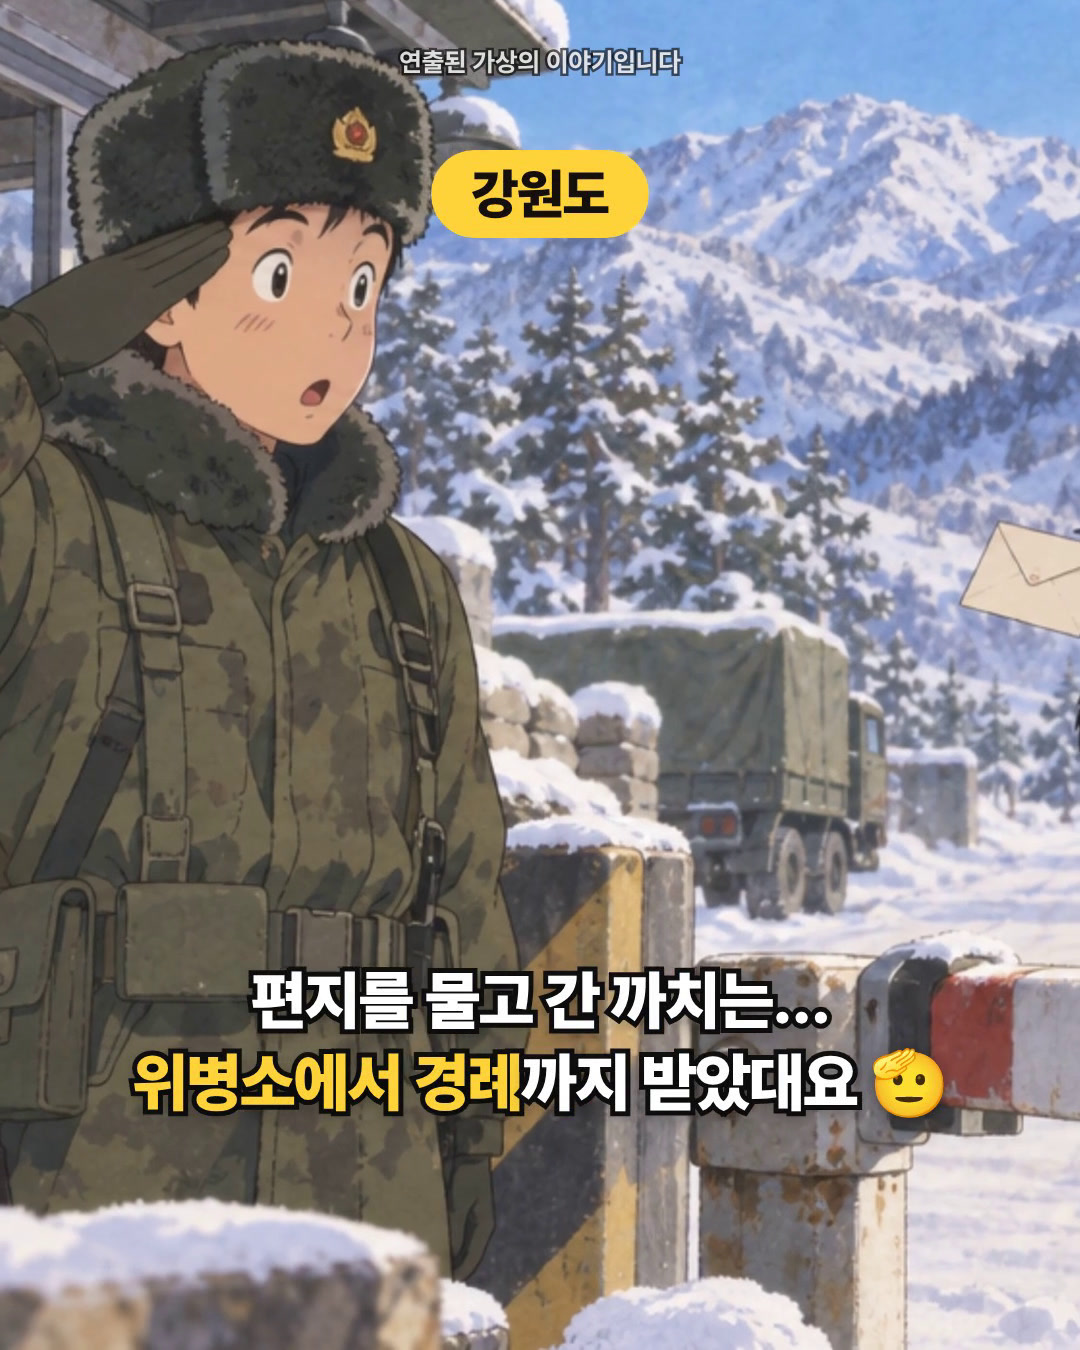 연출된 가상의 이야기입니다
강원도
편지를 물고 간 까치는...
위병소에서 경례까지 받았대요 🫡